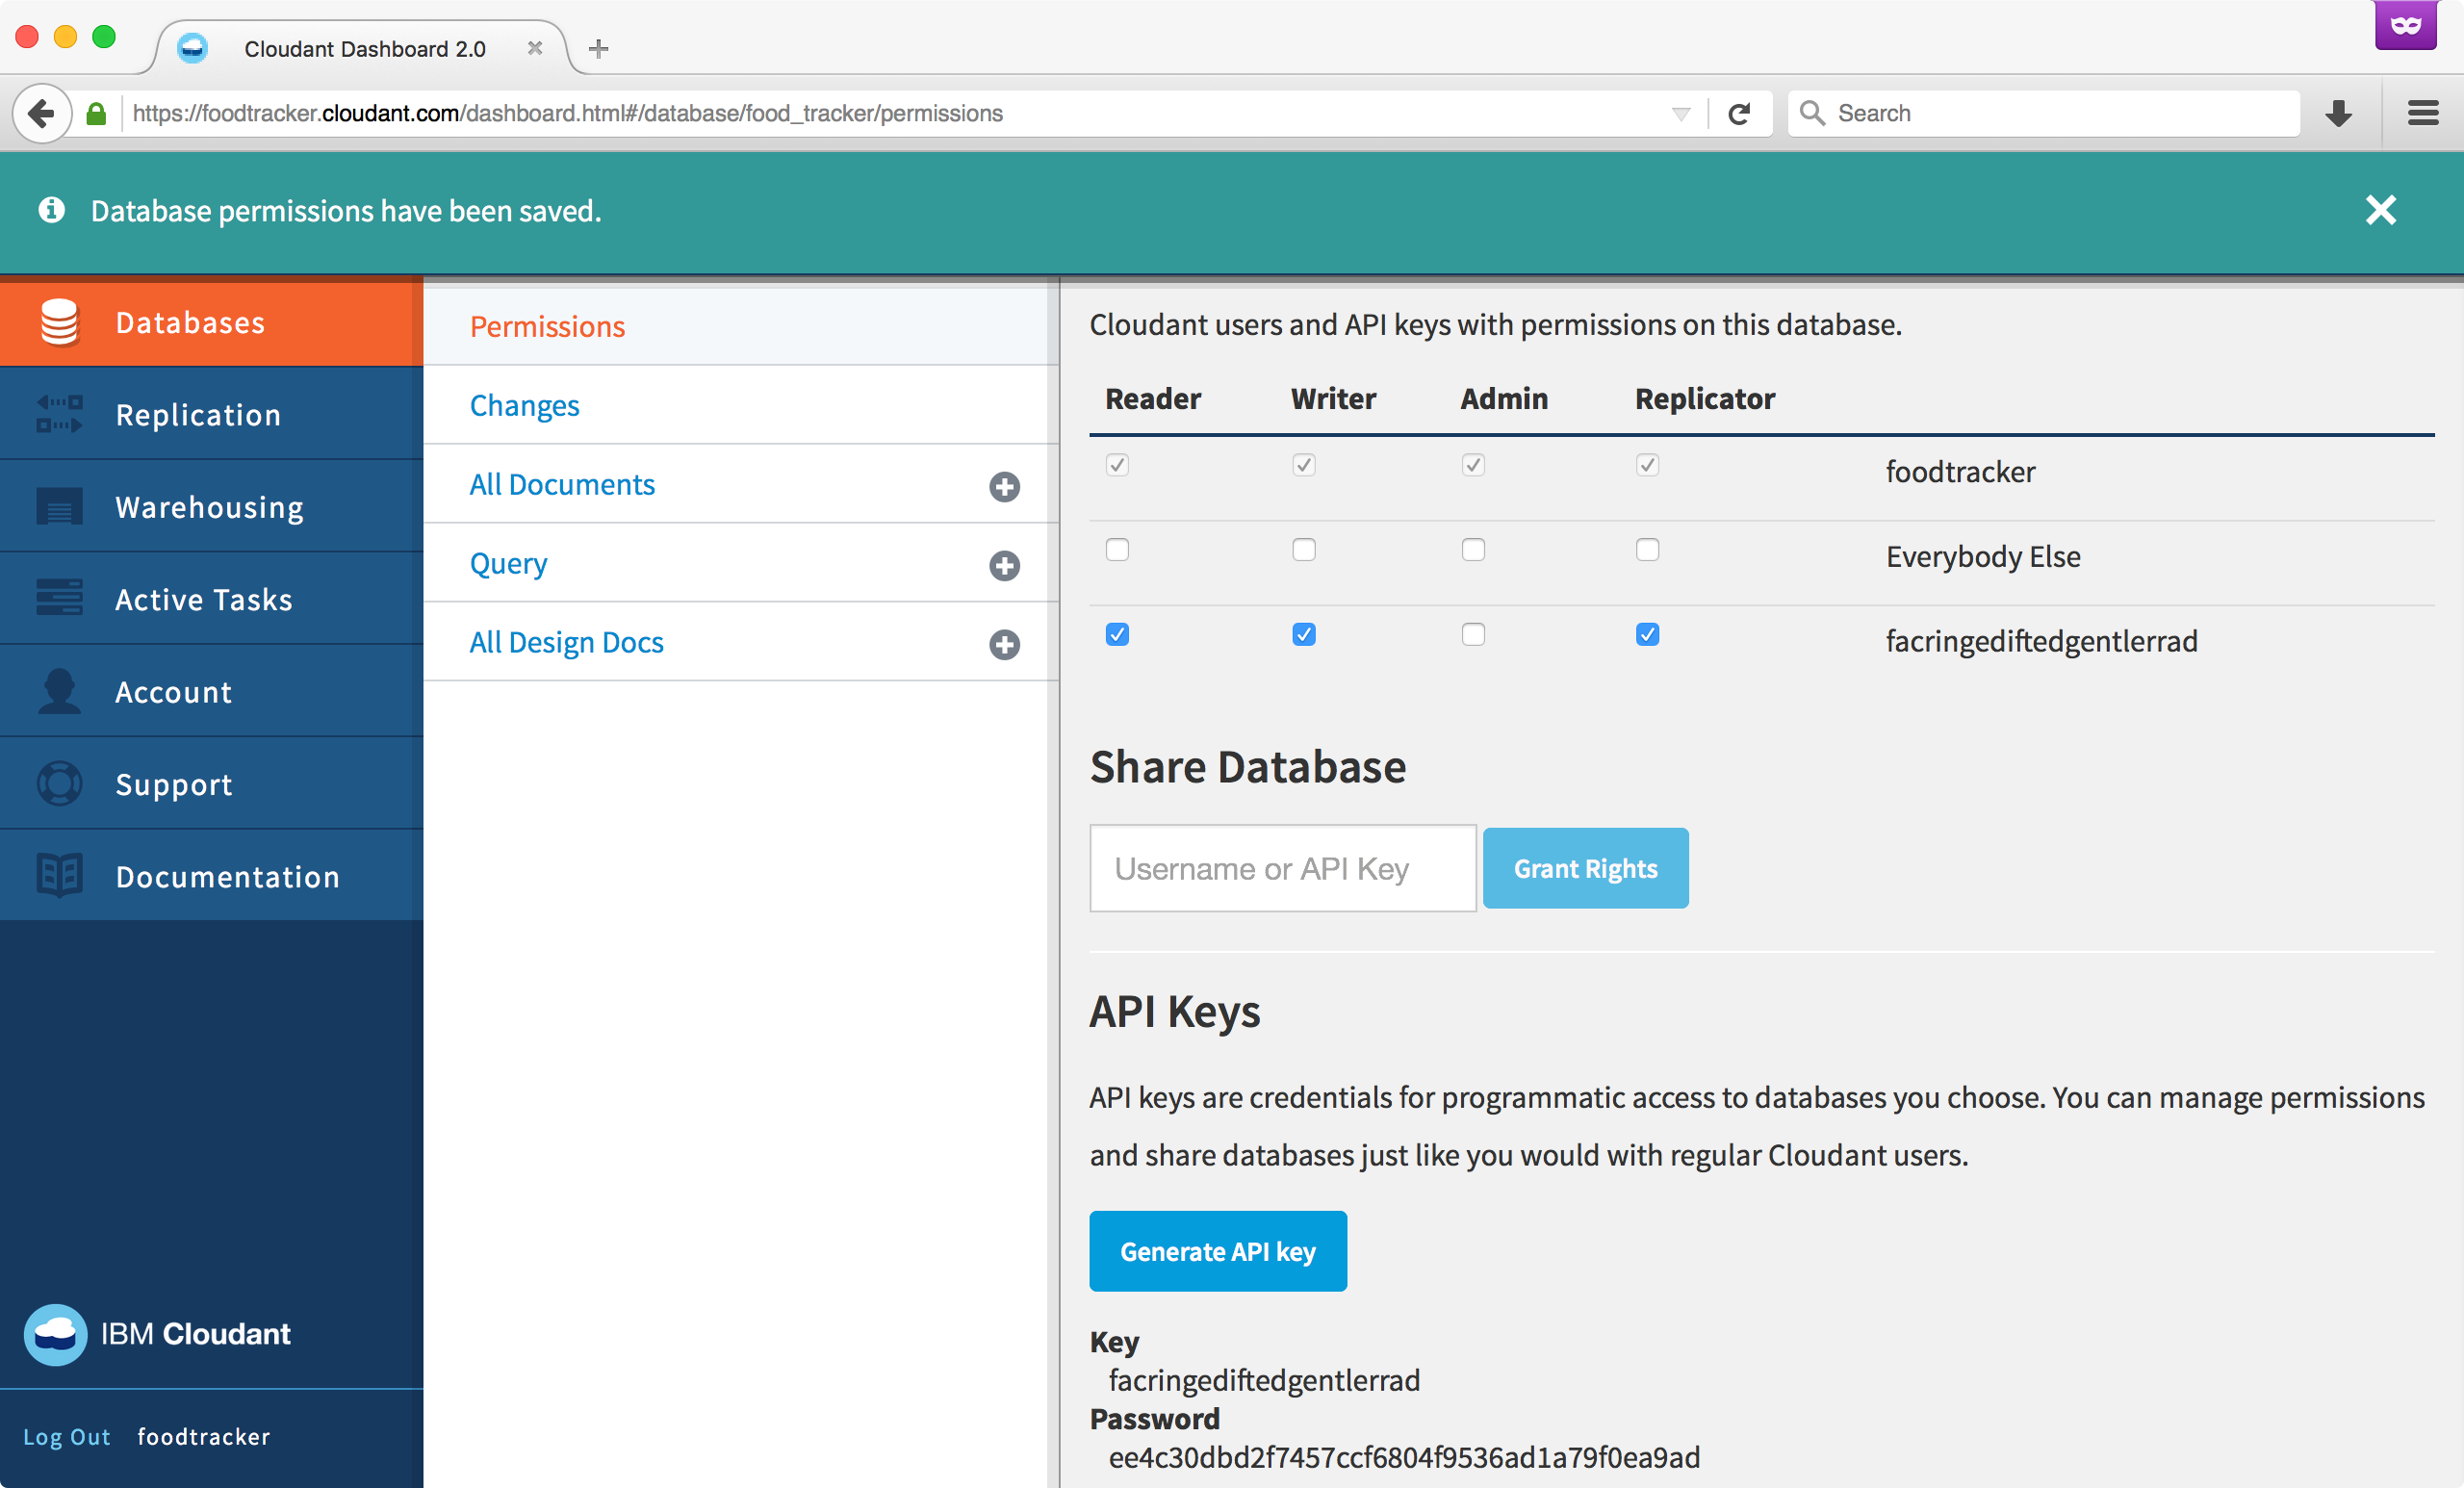 Cloudant Dashboard 2.0
https://foodtracker.cloudant.com/dashboard.html#/database/food_tracker/permissions
Search
Database permissions have been saved.
Databases
Replication
Warehousing
Active Tasks
Account
Support
Documentation
IBM Cloudant
Log Out foodtracker
Permissions
Changes
All Documents
Query
All Design Docs
Cloudant users and API keys with permissions on this database.
Reader Writer Admin Replicator
foodtracker
Everybody Else
facringediftedgentlerrad
Share Database
Username or API Key Grant Rights
API Keys
API keys are credentials for programmatic access to databases you choose. You can manage permissions
and share databases just like you would with regular Cloudant users.
Generate API key
Key
facringediftedgentlerrad
Password
ee4c30dbd2f7457ccf6804f9536ad1a79f0ea9ad